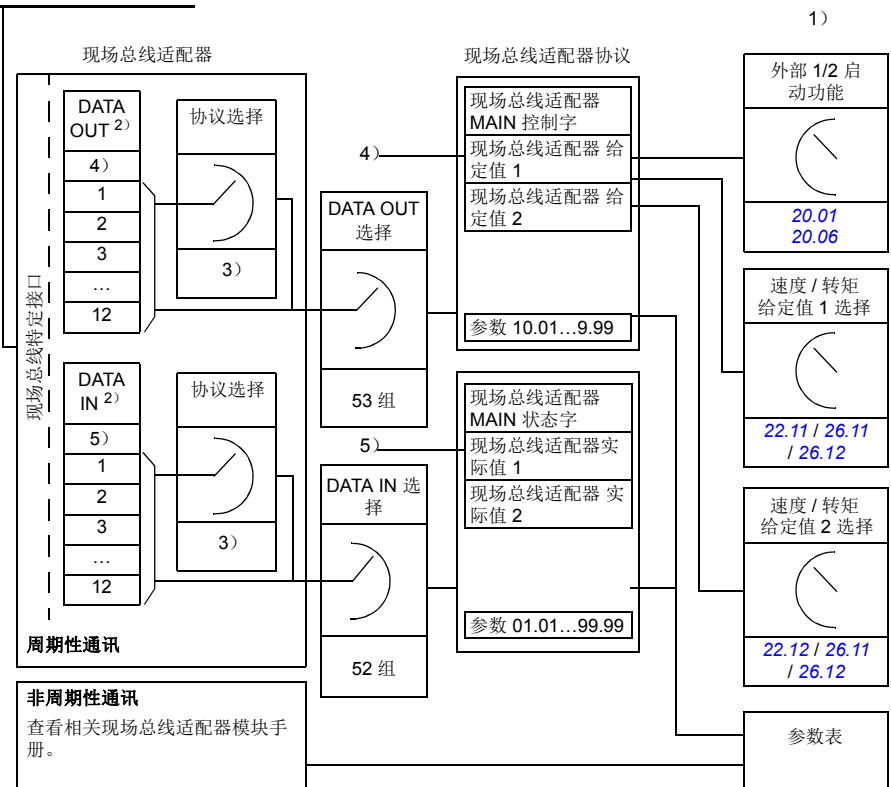 1）
现场总线适配器
现场总线适配器协议
现场总线特定接口
DATA
OUT 2）
4）
1
2
3
…
12
协议选择
3）
DATA
IN 2）
5）
1
2
3
…
12
协议选择
3）
周期性通讯
DATA OUT
选择
53 组
DATA IN 选
择
52 组
4）
现场总线适配器
MAIN 控制字
现场总线适配器 给
定值 1
现场总线适配器 给
定值 2
参数 10.01…9.99
5）
现场总线适配器
MAIN 状态字
现场总线适配器实
际值 1
现场总线适配器 实
际值 2
参数 01.01…99.99
外部 1/2 启
动功能
20.01
20.06
速度 / 转矩
给定值 1 选择
22.11 / 26.11
/ 26.12
速度 / 转矩
给定值 2 选择
22.12 / 26.11
/ 26.12
非周期性通讯
查看相关现场总线适配器模块手
册。
参数表